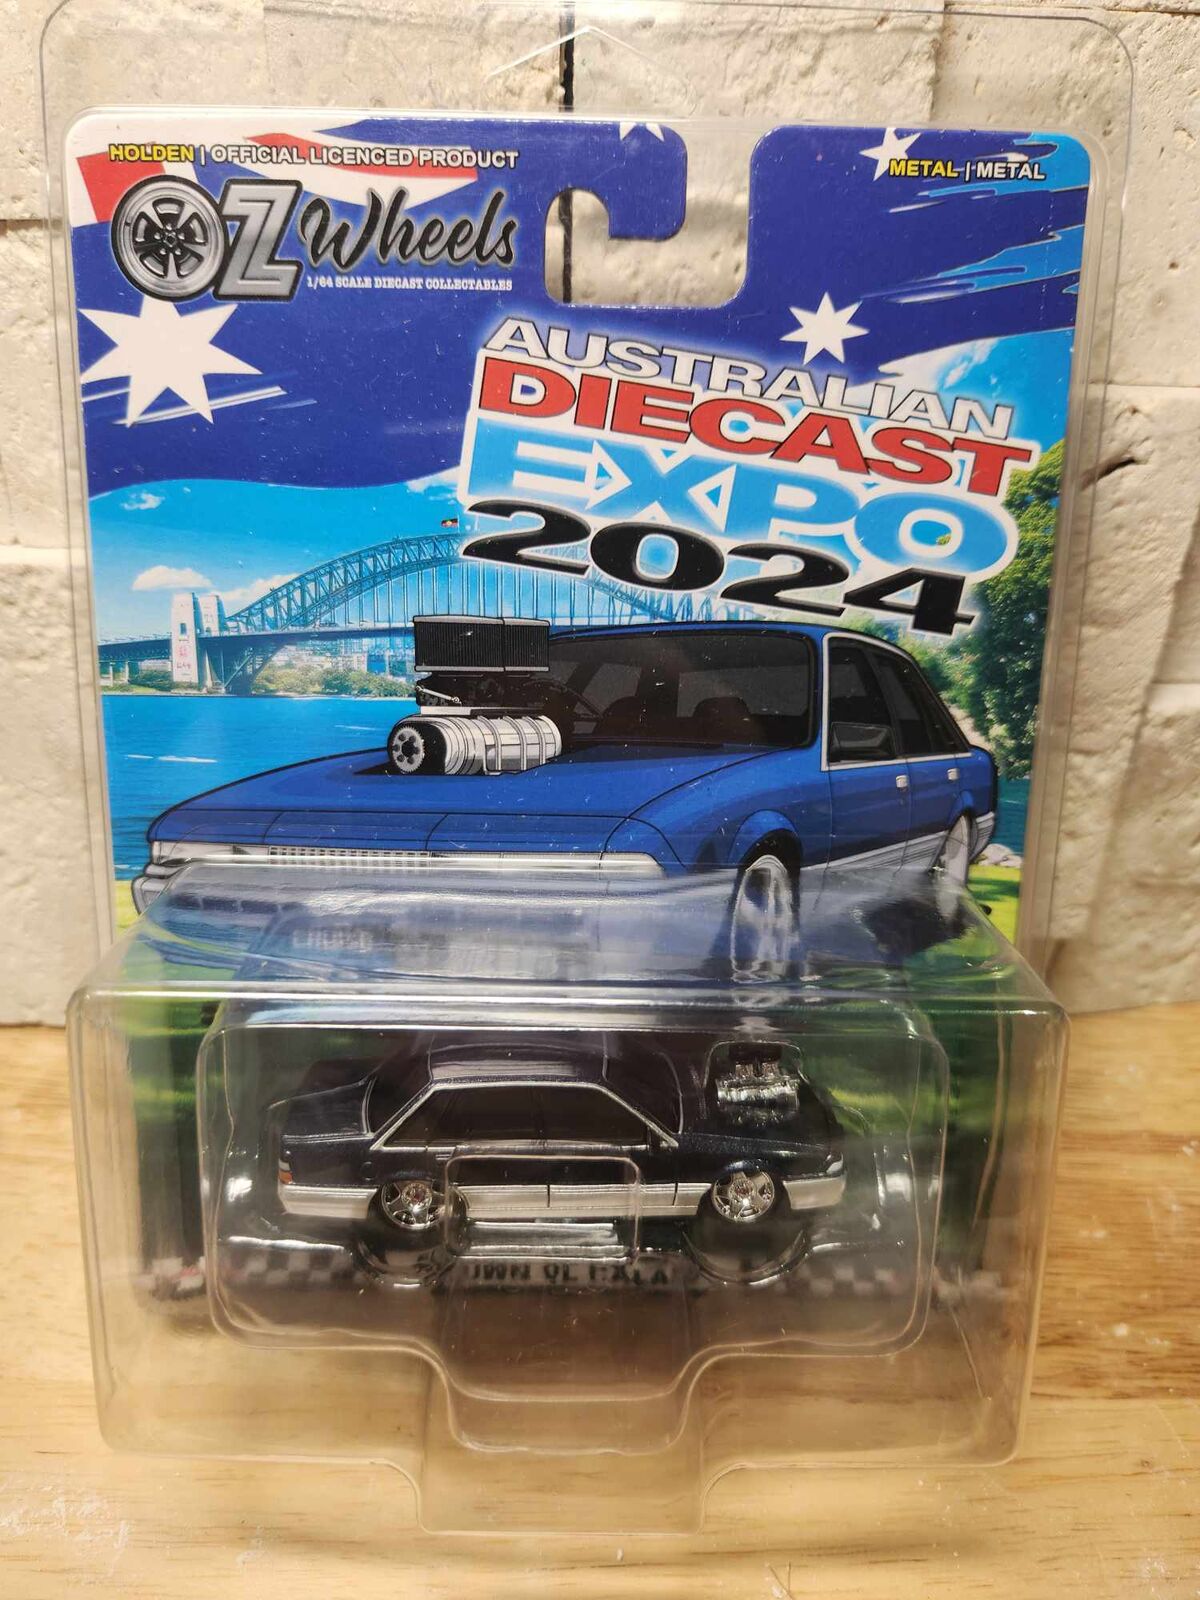 HOLDEN | OFFICIAL LICENCED PRODUCT
METAL | METAL
OZ Wheels
1/64 SCALE DIECAST COLLECTABLES
AUSTRALIAN
DIECAST
EXPO
2024